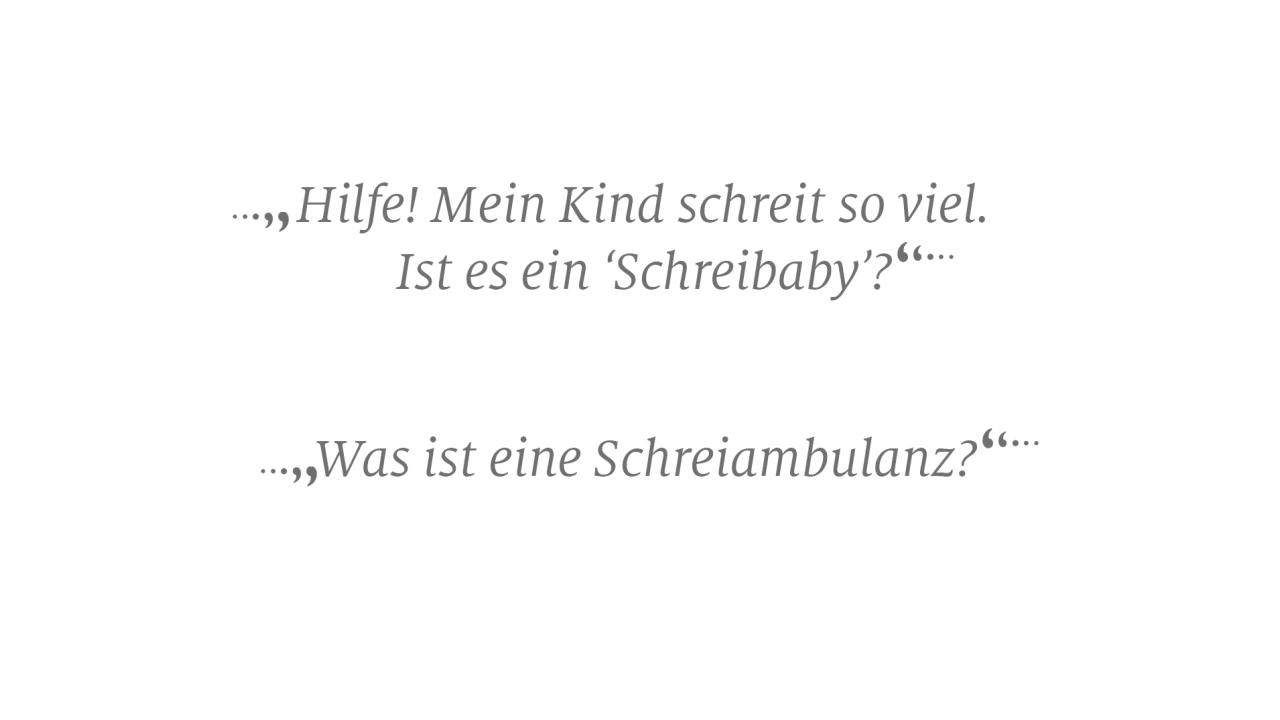 ...„Hilfe! Mein Kind schreit so viel.
Ist es ein ‘Schreibaby’?“...
...„Was ist eine Schreiambulanz?“...